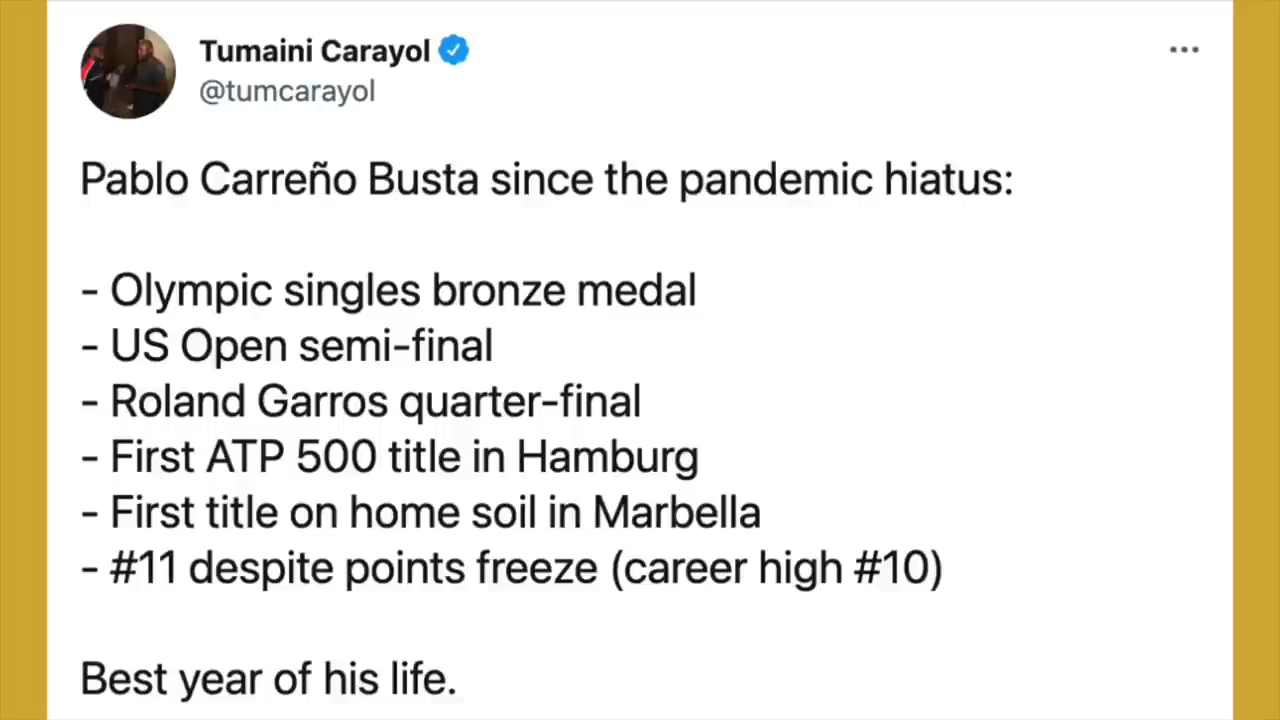 Tumaini Carayol
@tumcarayol
Pablo Carreño Busta since the pandemic hiatus:
- Olympic singles bronze medal
- US Open semi-final
- Roland Garros quarter-final
- First ATP 500 title in Hamburg
- First title on home soil in Marbella
- #11 despite points freeze (career high #10)
Best year of his life.